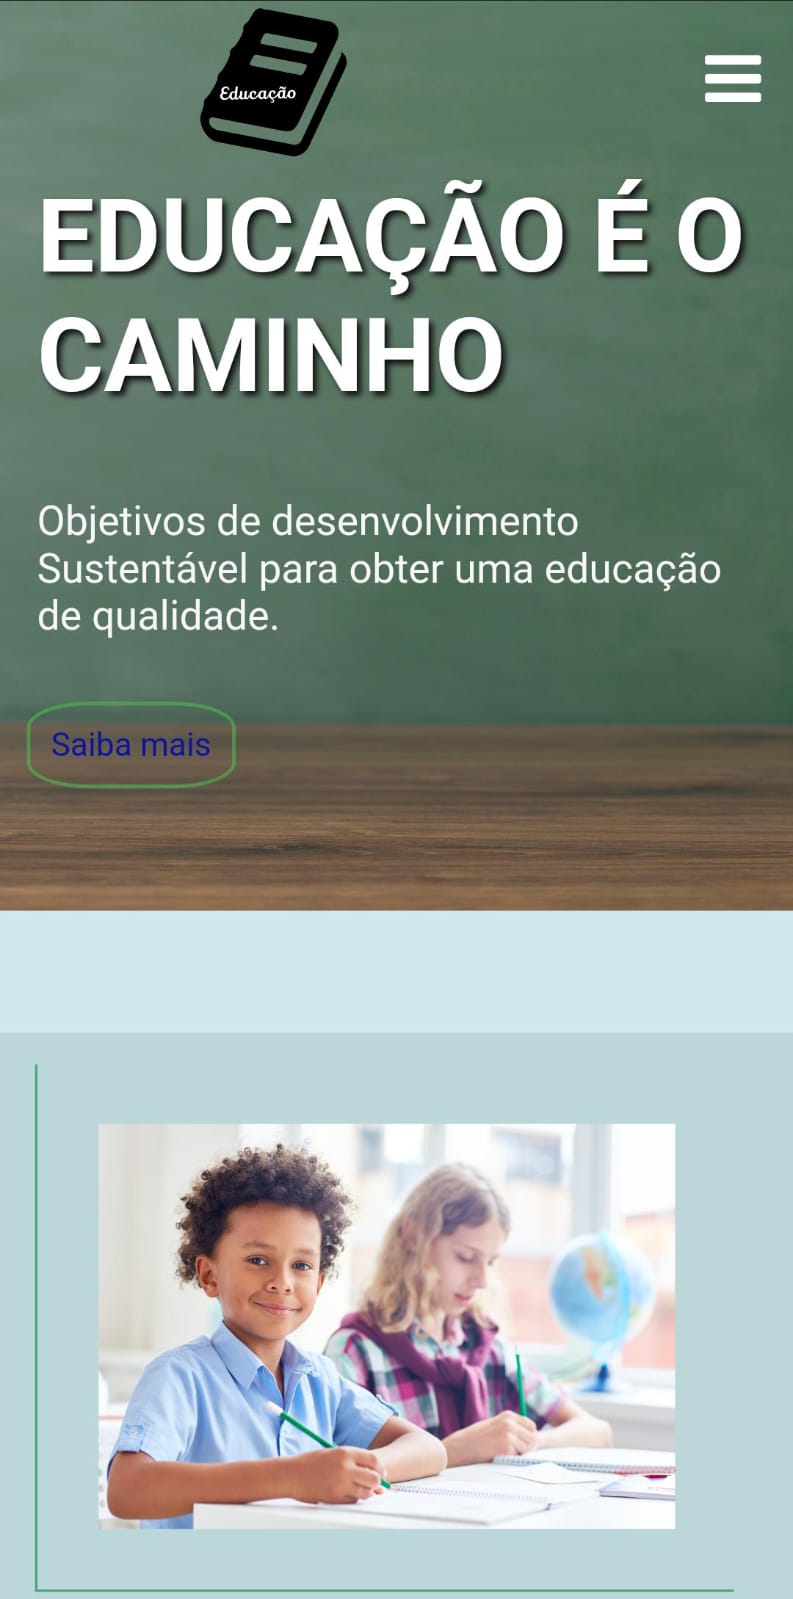 Educação
EDUCAÇÃO É O
CAMINHO
Objetivos de desenvolvimento
Sustentável para obter uma educação
de qualidade.
Saiba mais